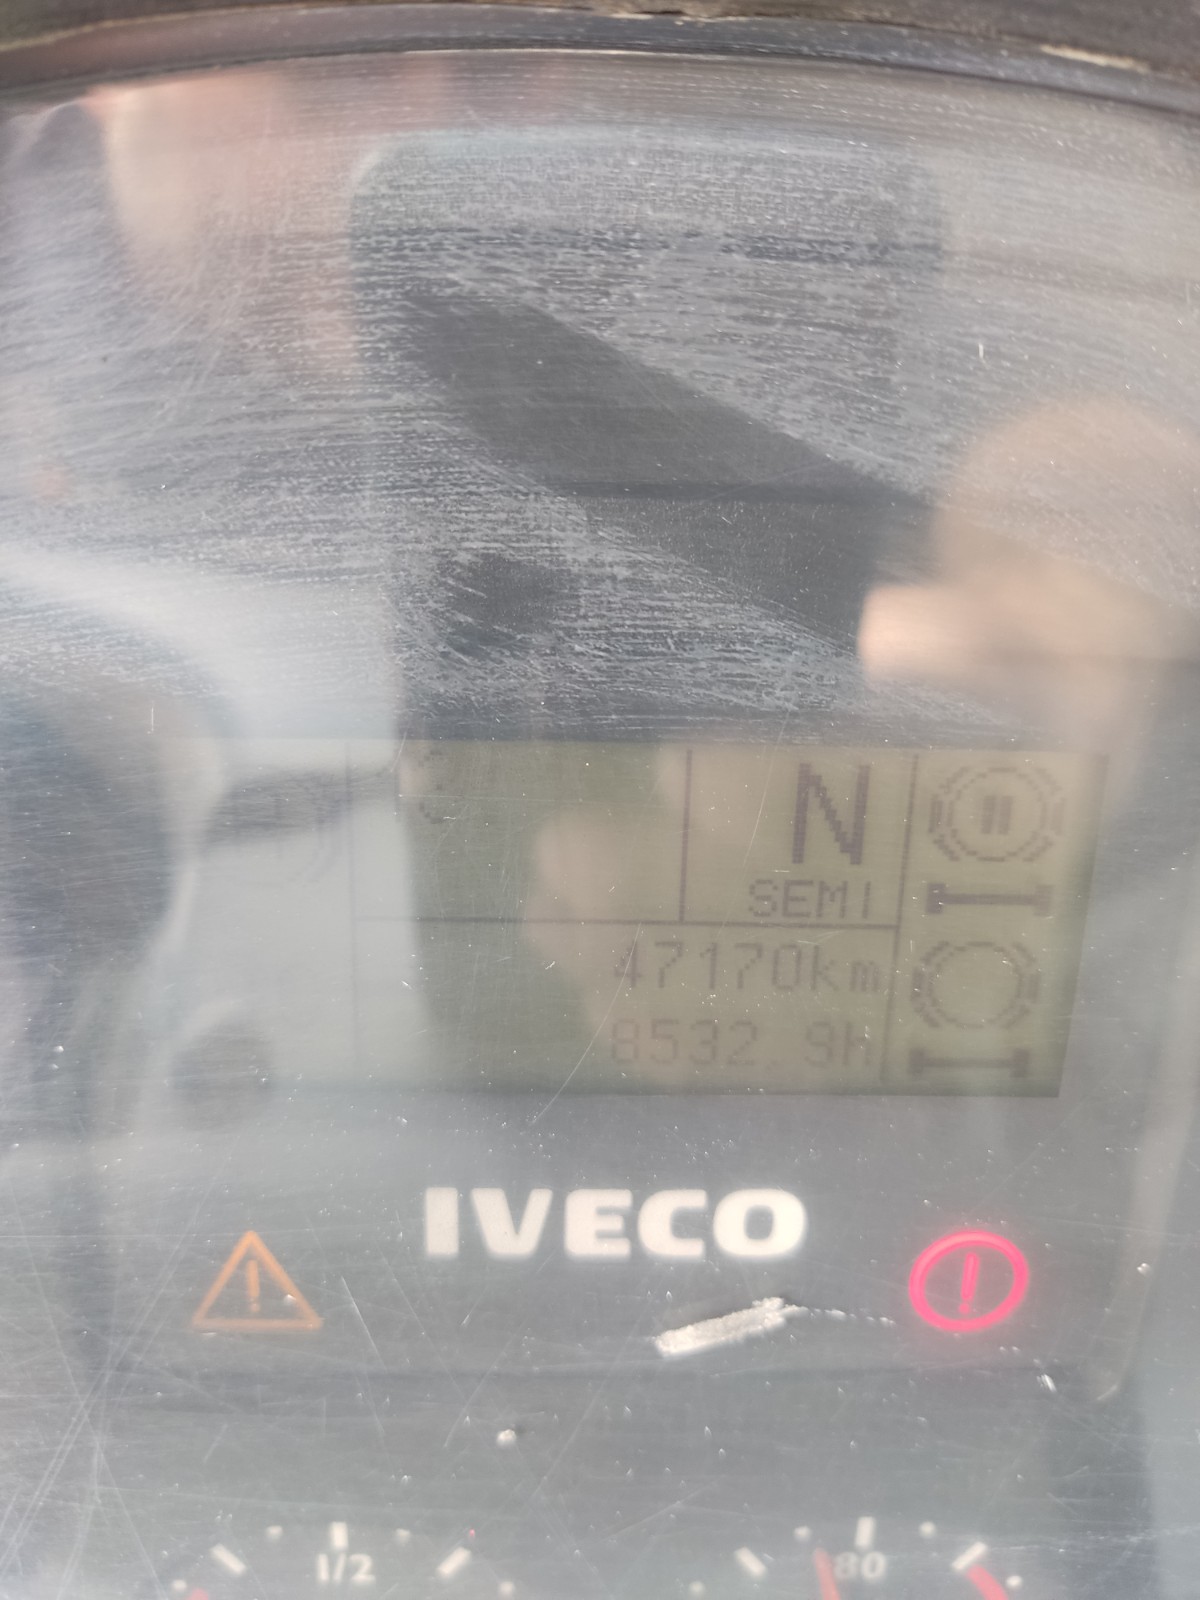 N
SEMI
47170km
8532.9h
IVECO
1/2
80